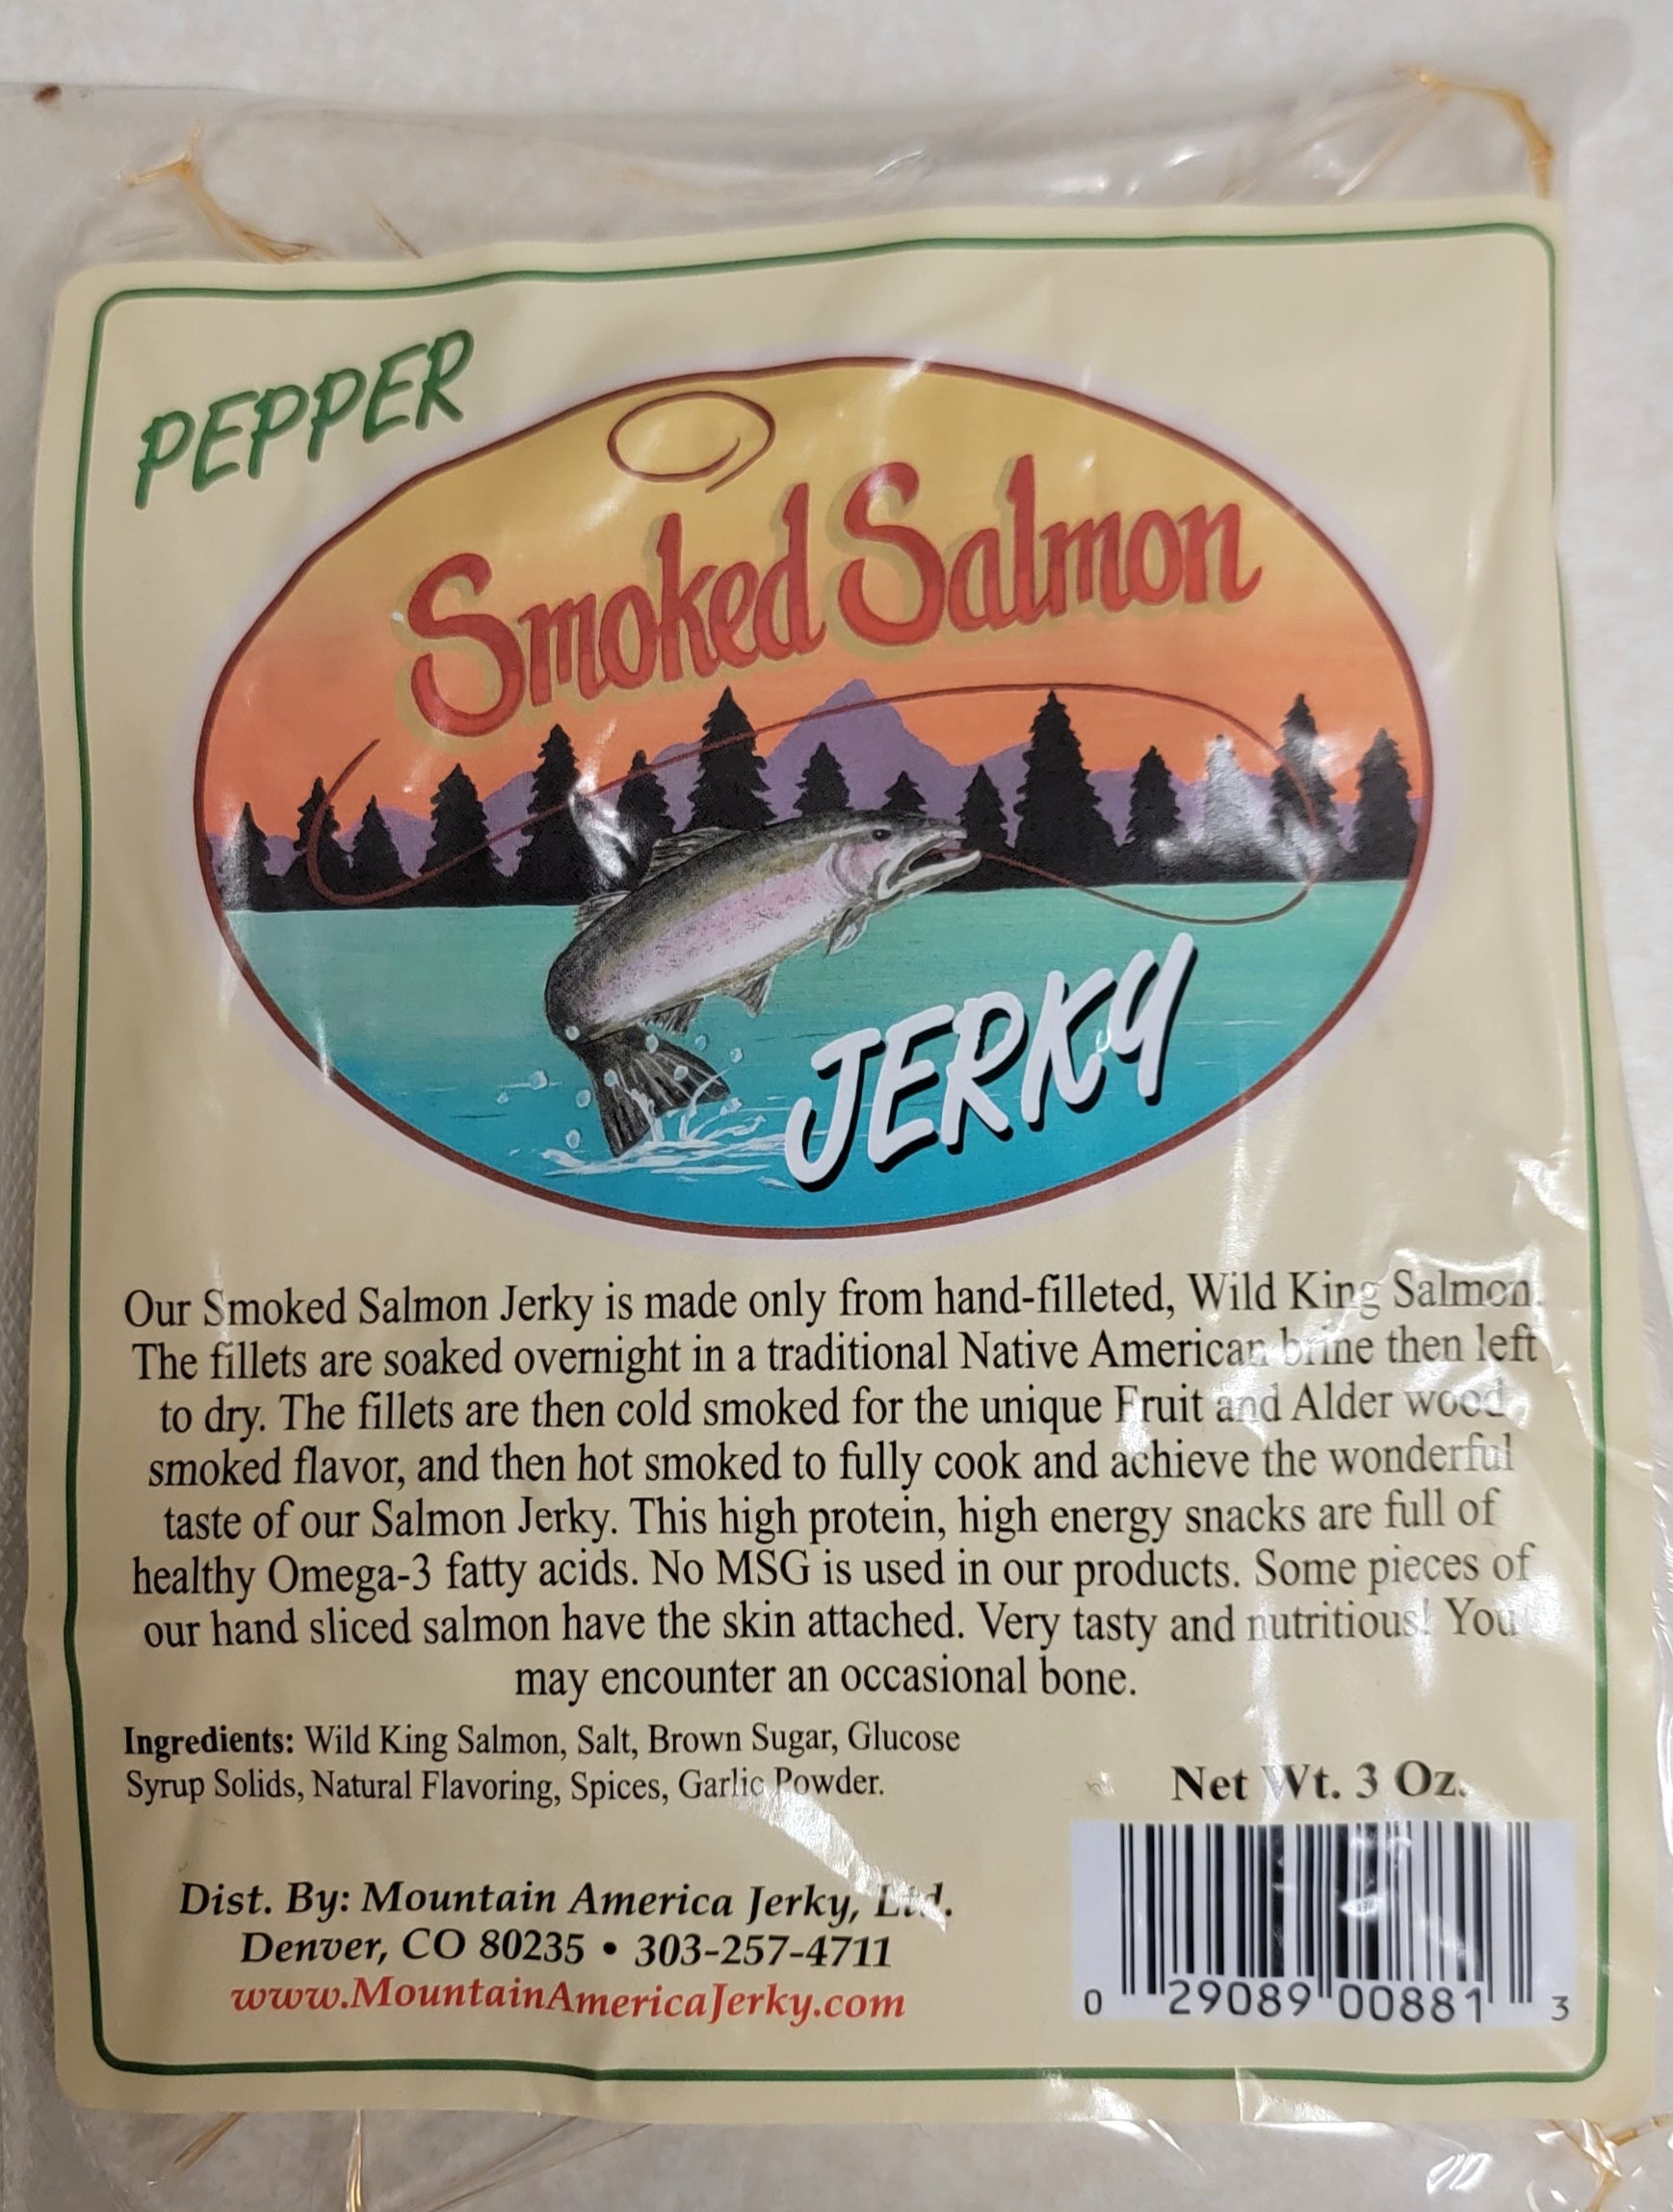 PEPPER
Smoked Salmon
JERKY
Our Smoked Salmon Jerky is made only from hand-filleted, Wild King Salmon.
The fillets are soaked overnight in a traditional Native American brine then left
to dry. The fillets are then cold smoked for the unique Fruit and Alder wood
smoked flavor, and then hot smoked to fully cook and achieve the wonderful
taste of our Salmon Jerky. This high protein, high energy snacks are full of
healthy Omega-3 fatty acids. No MSG is used in our products. Some pieces of
our hand sliced salmon have the skin attached. Very tasty and nutritious! You
may encounter an occasional bone.
Ingredients: Wild King Salmon, Salt, Brown Sugar, Glucose
Syrup Solids, Natural Flavoring, Spices, Garlic Powder.
Net Wt. 3 Oz.
Dist. By: Mountain America Jerky, Ltd.
Denver, CO 80235 • 303-257-4711
www.MountainAmericaJerky.com
0 29089 00881 3